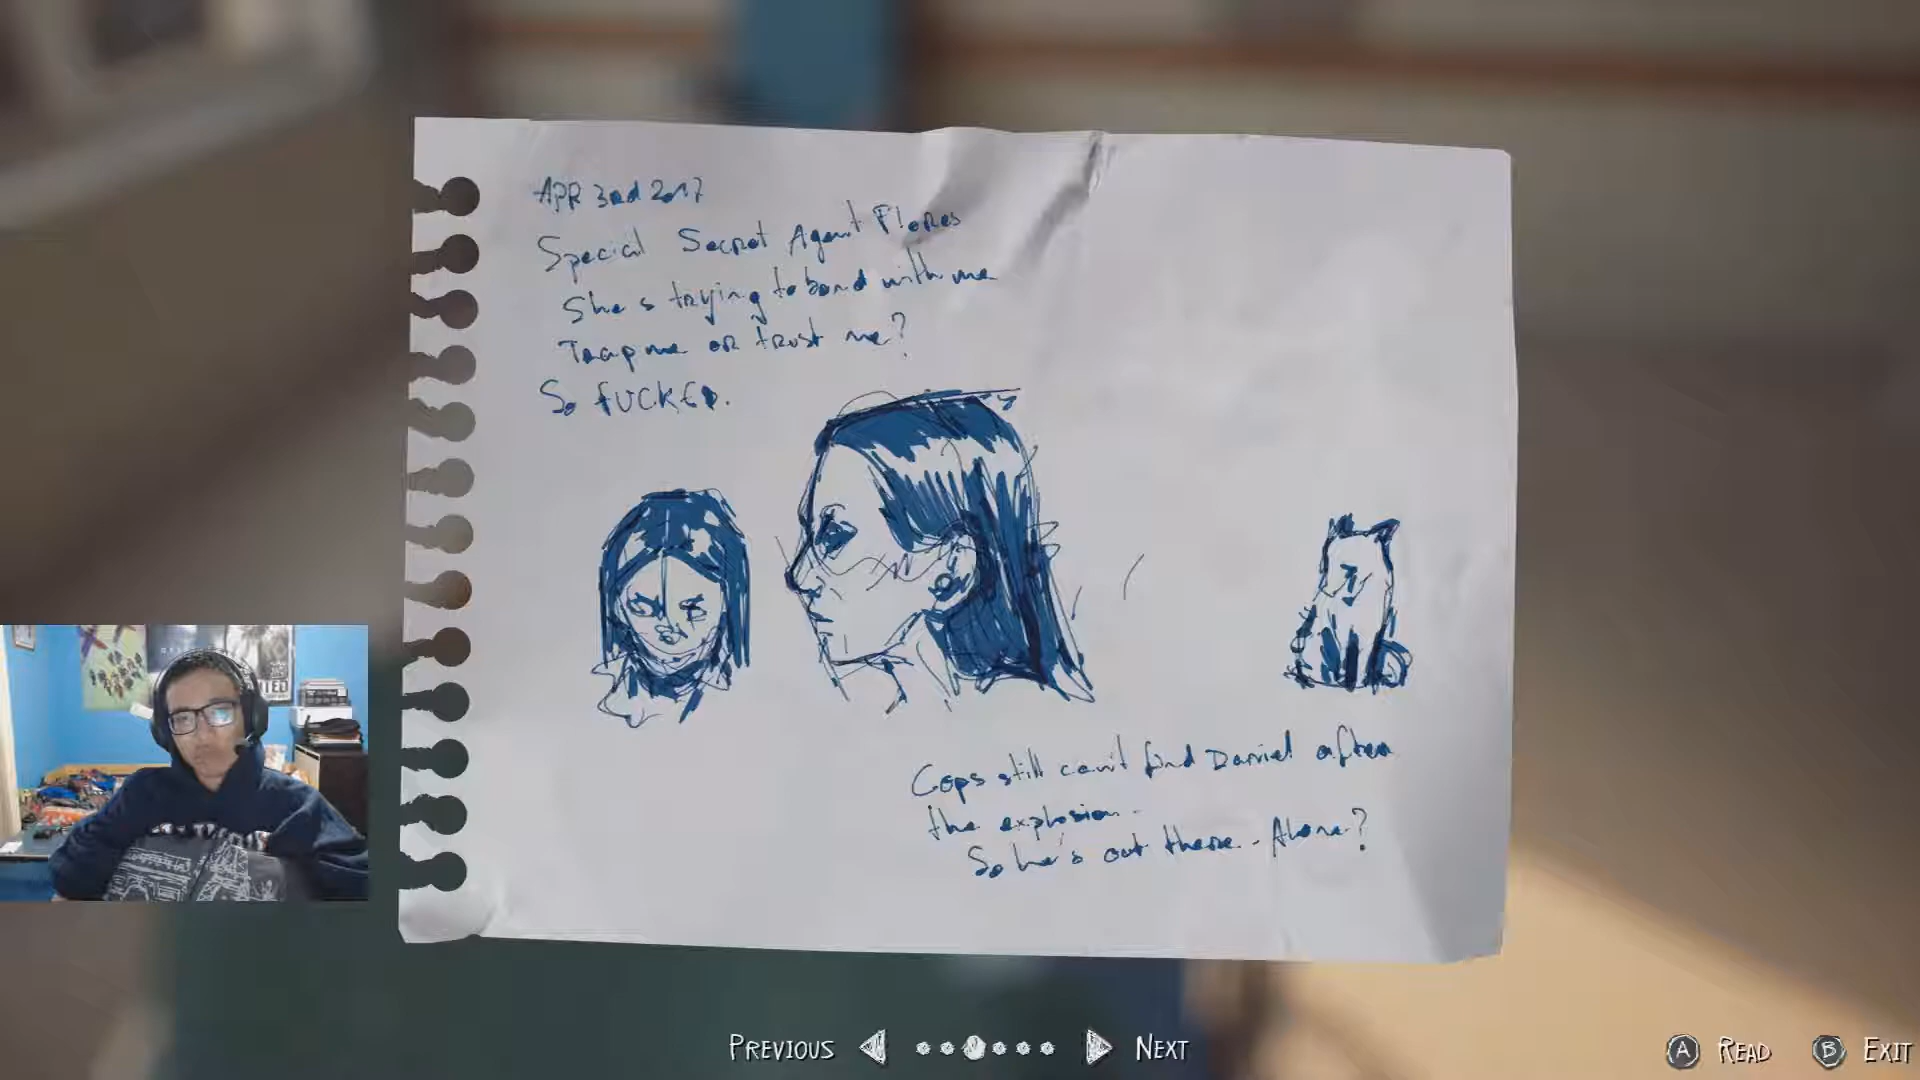 APR 3rd 2017
Special Secret Agent Flores
She's trying to bond with me
Trap me or trust me?
So FUCKED.
Cops still can't find Daniel after
the explosion.
So he's out there. Alone?
PREVIOUS
NEXT
A READ
B EXIT